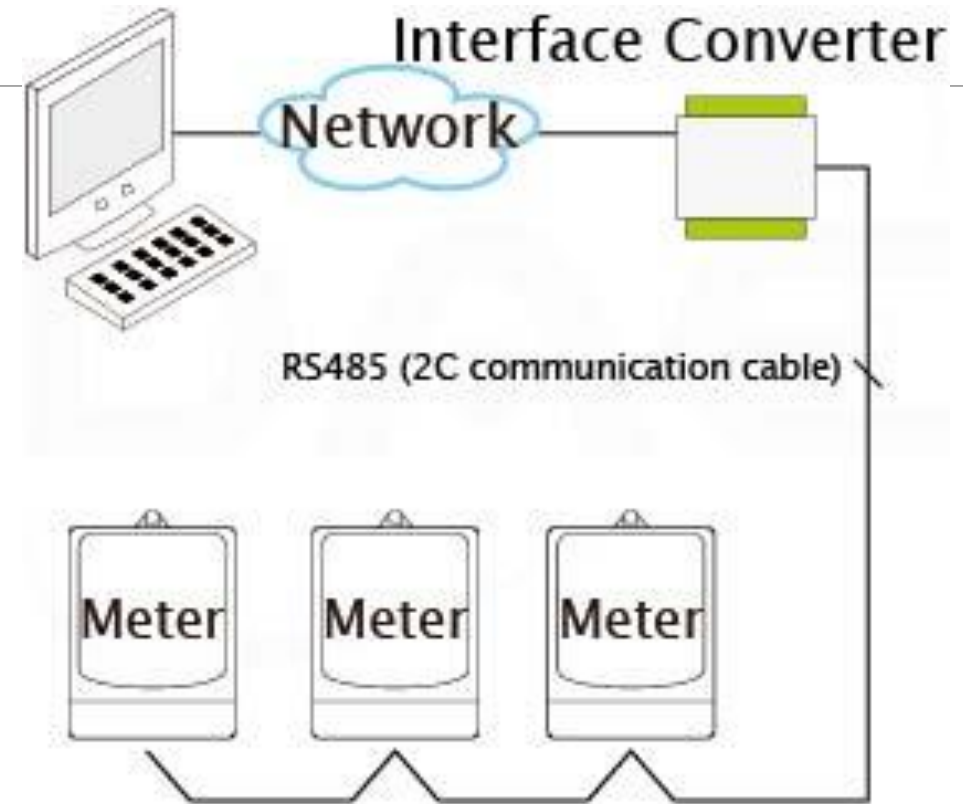 Interface Converter
Network
RS485 (2C communication cable)
Meter Meter Meter